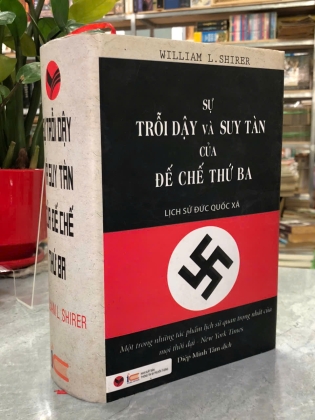 WILLIAM L. SHIRER
SỰ
TRỖI DẬY VÀ SUY TÀN
CỦA
ĐẾ CHẾ THỨ BA
LỊCH SỬ ĐỨC QUỐC XÃ
Một trong những tác phẩm lịch sử quan trọng nhất của
mọi thời đại - New York Times
Diệp Minh Tâm dịch
TRỖI DẬY
SUY TÀN
ĐẾ CHẾ
THỨ BA
L. SHIRER